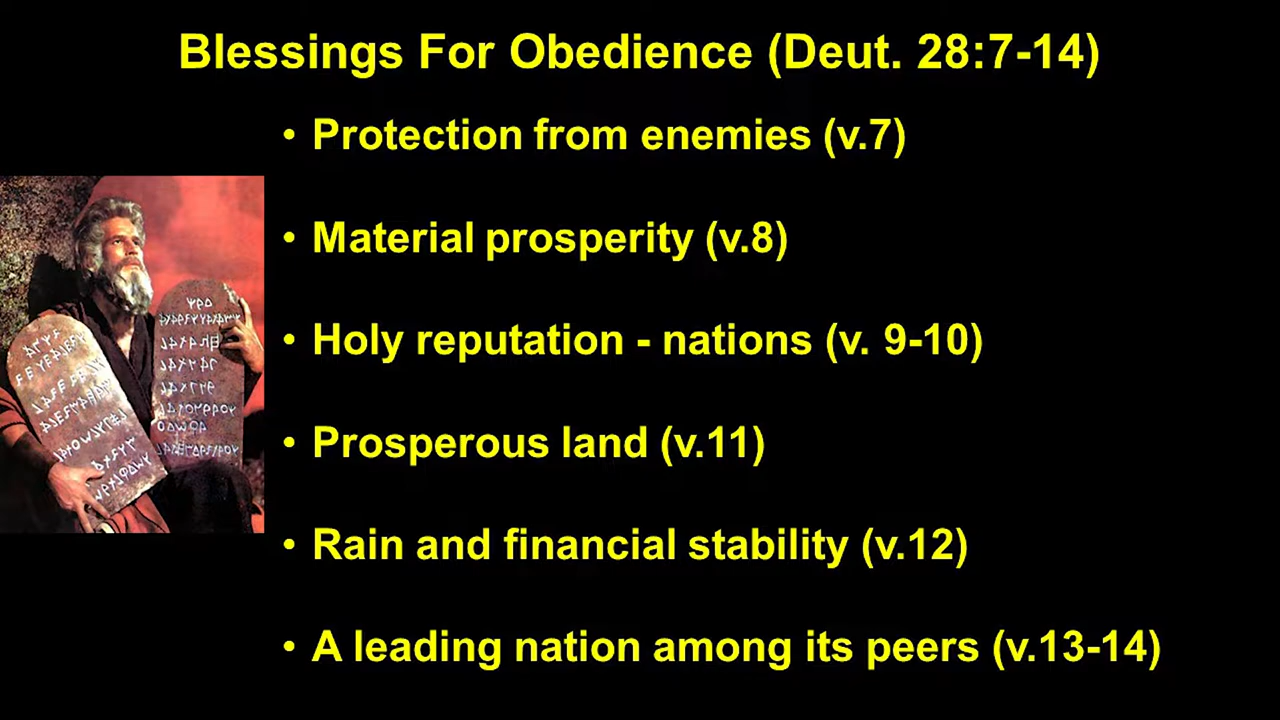 Blessings For Obedience (Deut. 28:7-14)
• Protection from enemies (v.7)
• Material prosperity (v.8)
• Holy reputation - nations (v. 9-10)
• Prosperous land (v.11)
• Rain and financial stability (v.12)
• A leading nation among its peers (v.13-14)